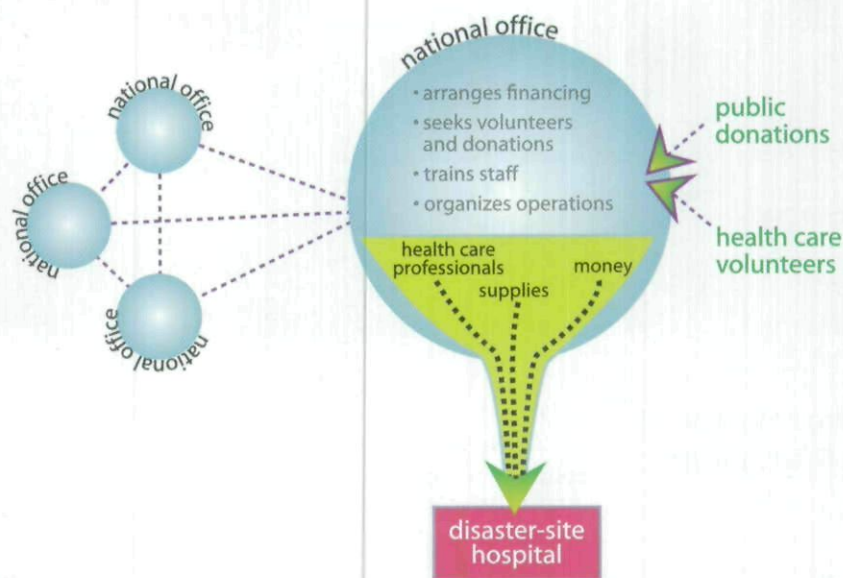 national office
national office
national office
national office
• arranges financing
• seeks volunteers
and donations
• trains staff
• organizes operations
public
donations
health care
volunteers
health care
professionals
supplies
money
disaster-site
hospital